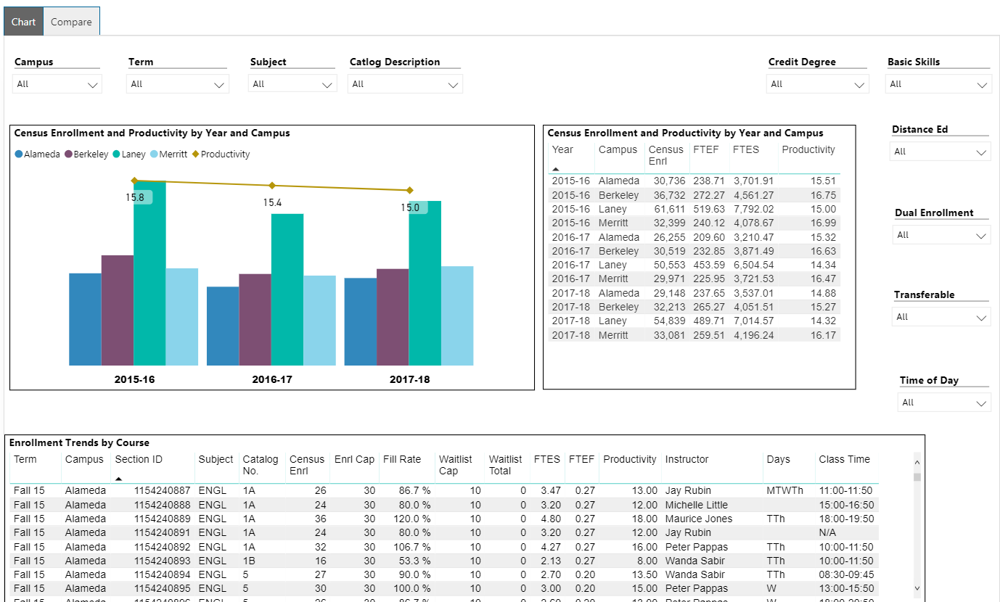 Chart Compare
Campus Term Subject Catlog Description Credit Degree Basic Skills
All All All All All All
Census Enrollment and Productivity by Year and Campus
Alameda Berkeley Laney Merritt Productivity
15.8
15.4
15.0
2015-16 2016-17 2017-18
Census Enrollment and Productivity by Year and Campus
Year Campus Census Enrl FTEF FTES Productivity
2015-16 Alameda 30,736 238.71 3,701.91 15.51
2015-16 Berkeley 36,732 272.27 4,561.27 16.75
2015-16 Laney 61,611 519.63 7,792.02 15.00
2015-16 Merritt 32,399 240.12 4,078.67 16.99
2016-17 Alameda 26,255 209.60 3,210.47 15.32
2016-17 Berkeley 30,519 232.85 3,871.49 16.63
2016-17 Laney 50,553 453.59 6,504.54 14.34
2016-17 Merritt 29,971 225.95 3,721.53 16.47
2017-18 Alameda 29,148 237.65 3,537.01 14.88
2017-18 Berkeley 32,213 265.27 4,051.51 15.27
2017-18 Laney 54,839 489.71 7,014.57 14.32
2017-18 Merritt 33,081 259.51 4,196.24 16.17
Distance Ed
All
Dual Enrollment
All
Transferable
All
Time of Day
All
Enrollment Trends by Course
Term Campus Section ID Subject Catalog No. Census Enrl Enrl Cap Fill Rate Waitlist Cap Waitlist Total FTES FTEF Productivity Instructor Days Class Time
Fall 15 Alameda 1154240887 ENGL 1A 26 30 86.7 % 10 0 3.47 0.27 13.00 Jay Rubin MTWTh 11:00-11:50
Fall 15 Alameda 1154240888 ENGL 1A 24 30 80.0 % 10 0 3.20 0.27 12.00 Michelle Little 15:00-16:50
Fall 15 Alameda 1154240889 ENGL 1A 36 30 120.0 % 10 0 4.80 0.27 18.00 Maurice Jones TTh 18:00-19:50
Fall 15 Alameda 1154240891 ENGL 1A 24 30 80.0 % 10 0 3.20 0.27 12.00 Jay Rubin N/A
Fall 15 Alameda 1154240892 ENGL 1A 32 30 106.7 % 10 0 4.27 0.27 16.00 Peter Pappas TTh 10:00-11:50
Fall 15 Alameda 1154240893 ENGL 1B 16 30 53.3 % 10 0 2.13 0.27 8.00 Wanda Sabir TTh 10:00-11:50
Fall 15 Alameda 1154240894 ENGL 5 27 30 90.0 % 10 0 2.70 0.20 13.50 Wanda Sabir TTh 08:30-09:45
Fall 15 Alameda 1154240895 ENGL 5 30 30 100.0 % 10 0 3.00 0.20 15.00 Peter Pappas W 13:00-15:50